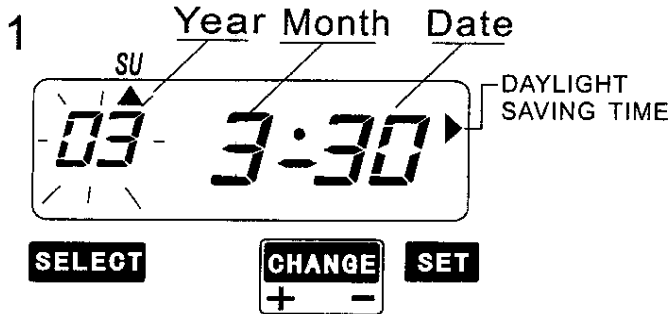 1
Year Month Date
SU
03 3-30
DAYLIGHT
SAVING TIME
SELECT CHANGE SET
+ -